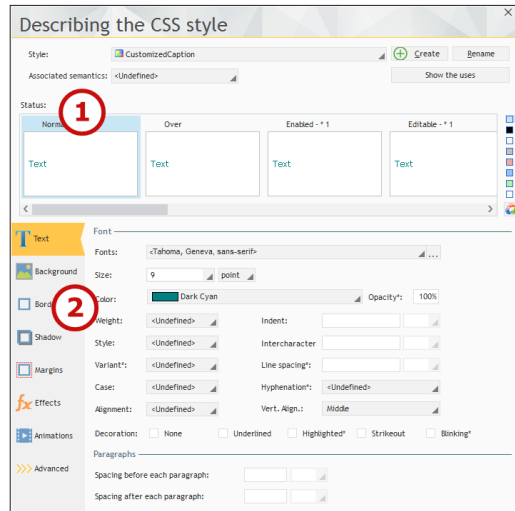 Describing the CSS style
Style: CustomizedCaption Create Rename
Associated semantics: <Undefined> Show the uses
Status: 1
Over Enabled - * 1 Editable - * 1
Text Text Text Text
Text Font
Fonts: <Tahoma, Geneva, sans-serif> ...
Background Size: 9 point
Color: Dark Cyan Opacity*: 100%
2
Weight: <Undefined> Indent:
Shadow Style: <Undefined> Intercharacter
Margins Variant*: <Undefined> Line spacing*:
Case: <Undefined> Hyphenation*: <Undefined>
fx Effects Alignment: <Undefined> Vert. Align.: Middle
Animations Decoration: None Underlined Highlighted* Strikeout Blinking*
Paragraphs
>>> Advanced Spacing before each paragraph:
Spacing after each paragraph: